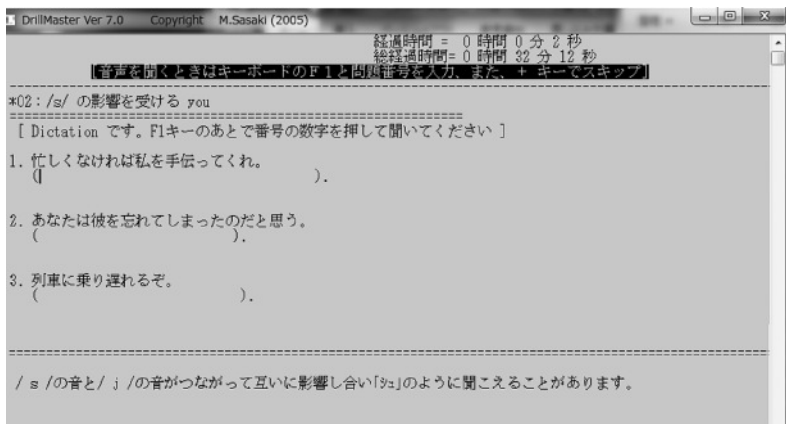 DrillMaster Ver 7.0 Copyright M.Sasaki (2005)
経過時間 = 0 時間 0 分 2 秒
総経過時間= 0 時間 32 分 12 秒
[音声を聞くときはキーボードのF1と問題番号を入力、また、+ キーでスキップ]
*02:/s/ の影響を受ける you
[ Dictation です。F1キーのあとで番号の数字を押して聞いてください ]
1. 忙しくなければ私を手伝ってくれ。
( ).
2. あなたは彼を忘れてしまったのだと思う。
( ).
3. 列車に乗り遅れるぞ。
( ).
/ s /の音と/ j /の音がつながって互いに影響し合い「ｼｭ」のように聞こえることがあります。